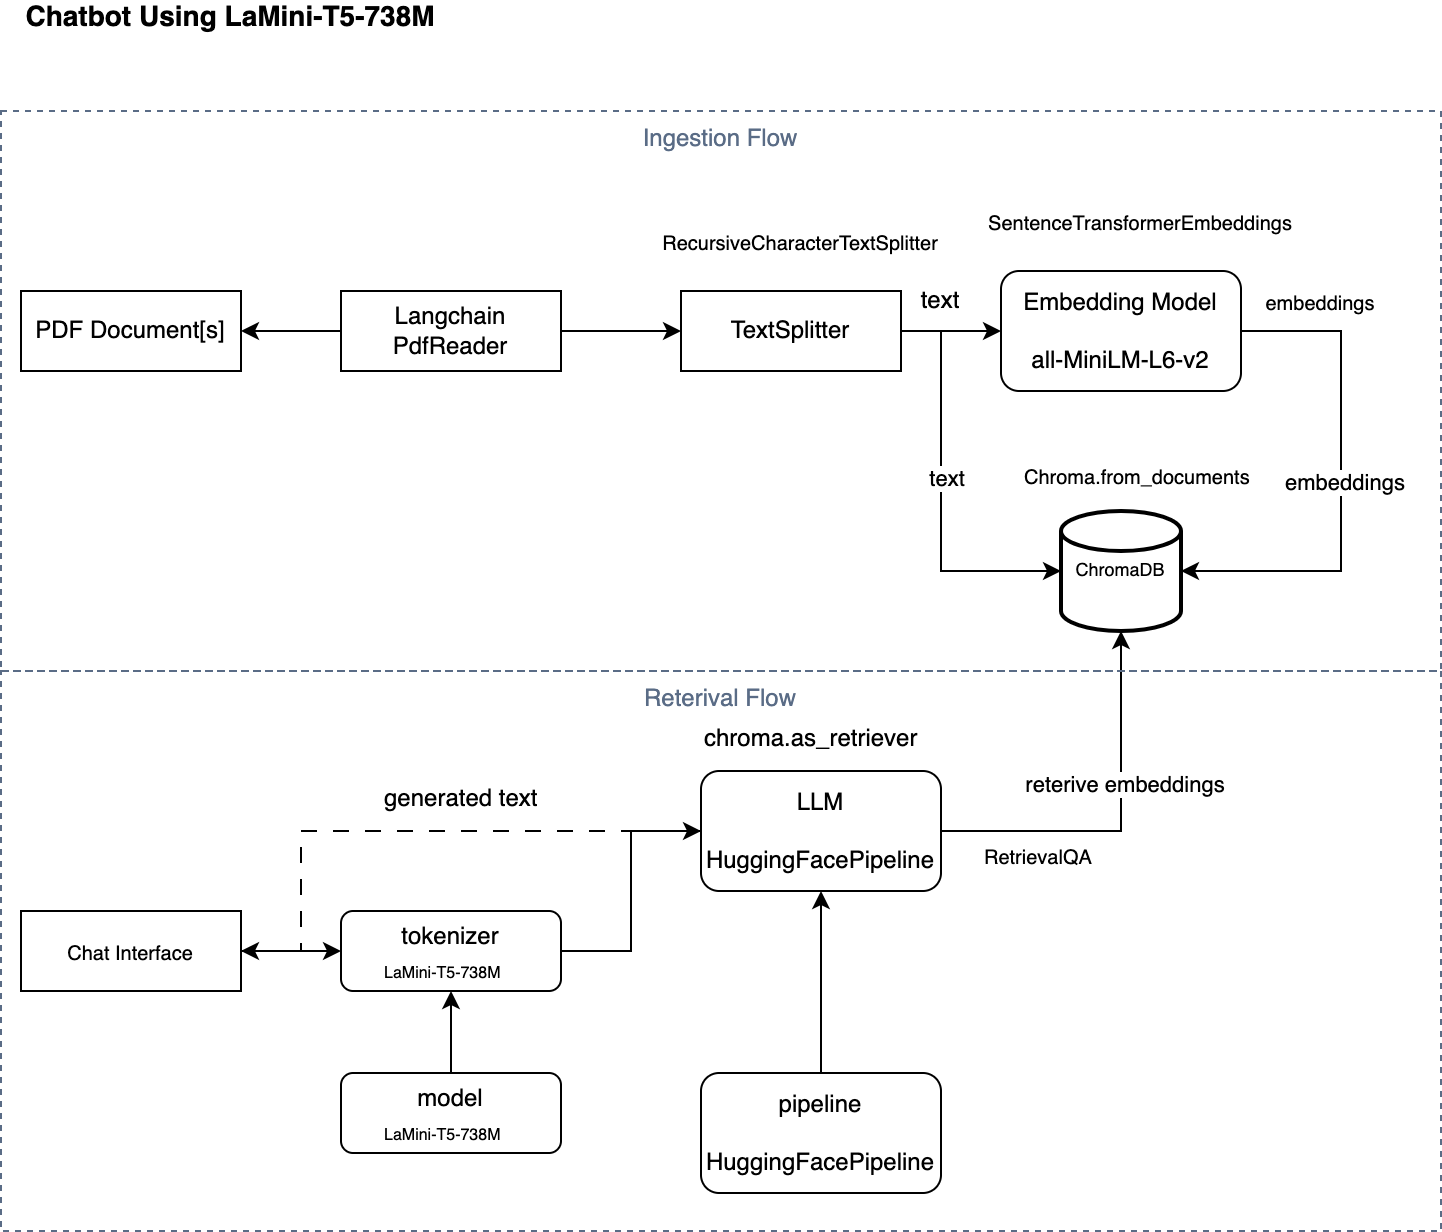 Chatbot Using LaMini-T5-738M
Ingestion Flow
SentenceTransformerEmbeddings
RecursiveCharacterTextSplitter
PDF Document[s]
Langchain
PdfReader
TextSplitter
text
Embedding Model
all-MiniLM-L6-v2
embeddings
text
Chroma.from_documents
embeddings
ChromaDB
Reterival Flow
chroma.as_retriever
generated text
LLM
HuggingFacePipeline
reterive embeddings
RetrievalQA
Chat Interface
tokenizer
LaMini-T5-738M
model
LaMini-T5-738M
pipeline
HuggingFacePipeline